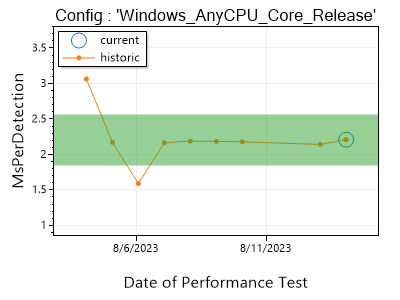 Config : 'Windows_AnyCPU_Core_Release'
current
historic
3.5
3
2.5
2
1.5
1
MsPerDetection
8/6/2023
8/11/2023
Date of Performance Test